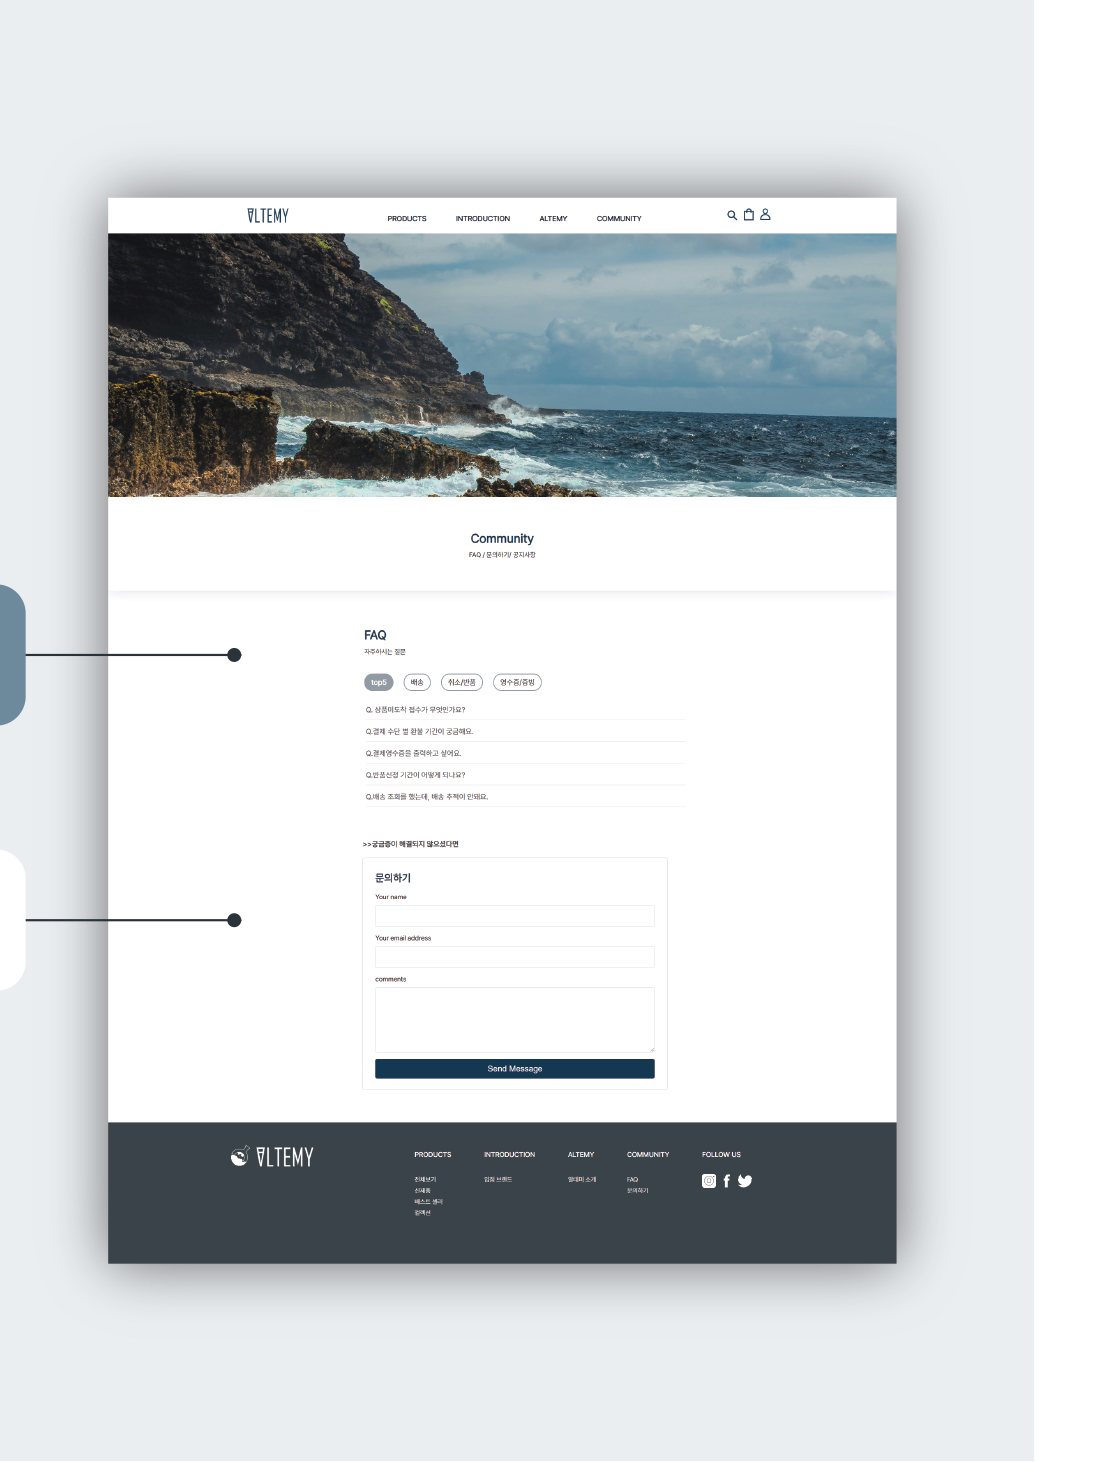 ALTEMY
PRODUCTS INTRODUCTION ALTEMY COMMUNITY
Community
FAQ / 문의하기/ 공지사항
FAQ
자주하시는 질문
top5 배송 취소/반품 영수증/증빙
Q. 상품미도착 접수가 무엇인가요?
Q.결제 수단 별 환불 기간이 궁금해요.
Q.결제영수증을 출력하고 싶어요.
Q.반품신청 기간이 어떻게 되나요?
Q.배송 조회를 했는데, 배송 추적이 안돼요.
>>궁금증이 해결되지 않으셨다면
문의하기
Your name
Your email address
comments
Send Message
ALTEMY
PRODUCTS INTRODUCTION ALTEMY COMMUNITY FOLLOW US
전체보기 입점 브랜드 알테미 소개 FAQ
신제품 문의하기
베스트 셀러
컬렉션